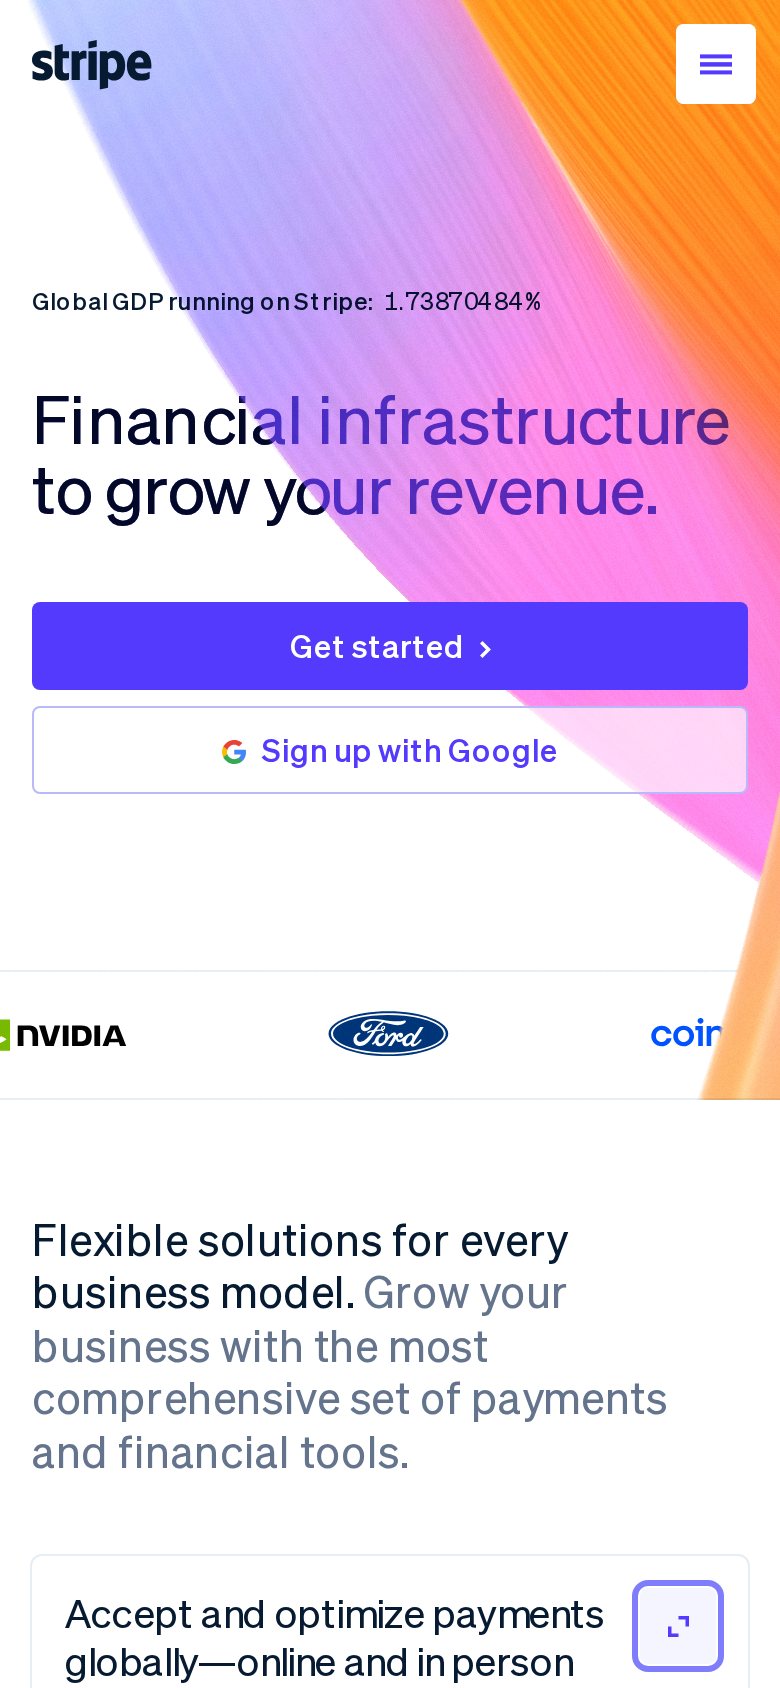 stripe
Global GDP running on Stripe: 1.73870484%
Financial infrastructure
to grow your revenue.
Get started
Sign up with Google
NVIDIA
Ford
Flexible solutions for every
business model. Grow your
business with the most
comprehensive set of payments
and financial tools.
Accept and optimize payments
globally—online and in person